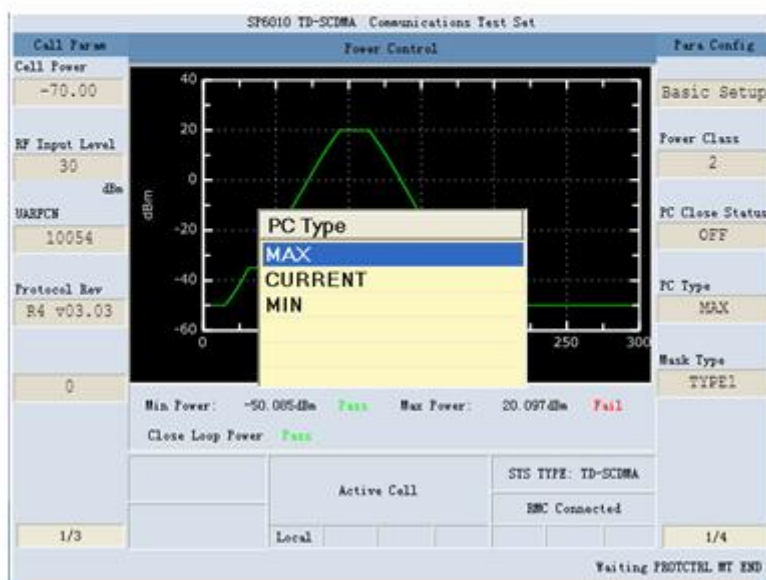 SP6010 TD-SCDMA Communications Test Set
Call Param
Power Control
Para Config
Cell Power
-70.00
RF Input Level
30
dBm
UARFCN
10054
Protocol Rev
R4 v03.03
0
1/3
40
20
0
-20
-40
-60
dBm
0
250
300
PC Type
MAX
CURRENT
MIN
Min Power: -50.085dBm Pass Max Power: 20.097dBm Fail
Close Loop Power Pass
Active Cell
SYS TYPE: TD-SCDMA
RMC Connected
Local
Basic Setup
Power Class
2
PC Close Status
OFF
PC Type
MAX
Mask Type
TYPE1
1/4
Waiting PROTCTRL MT END